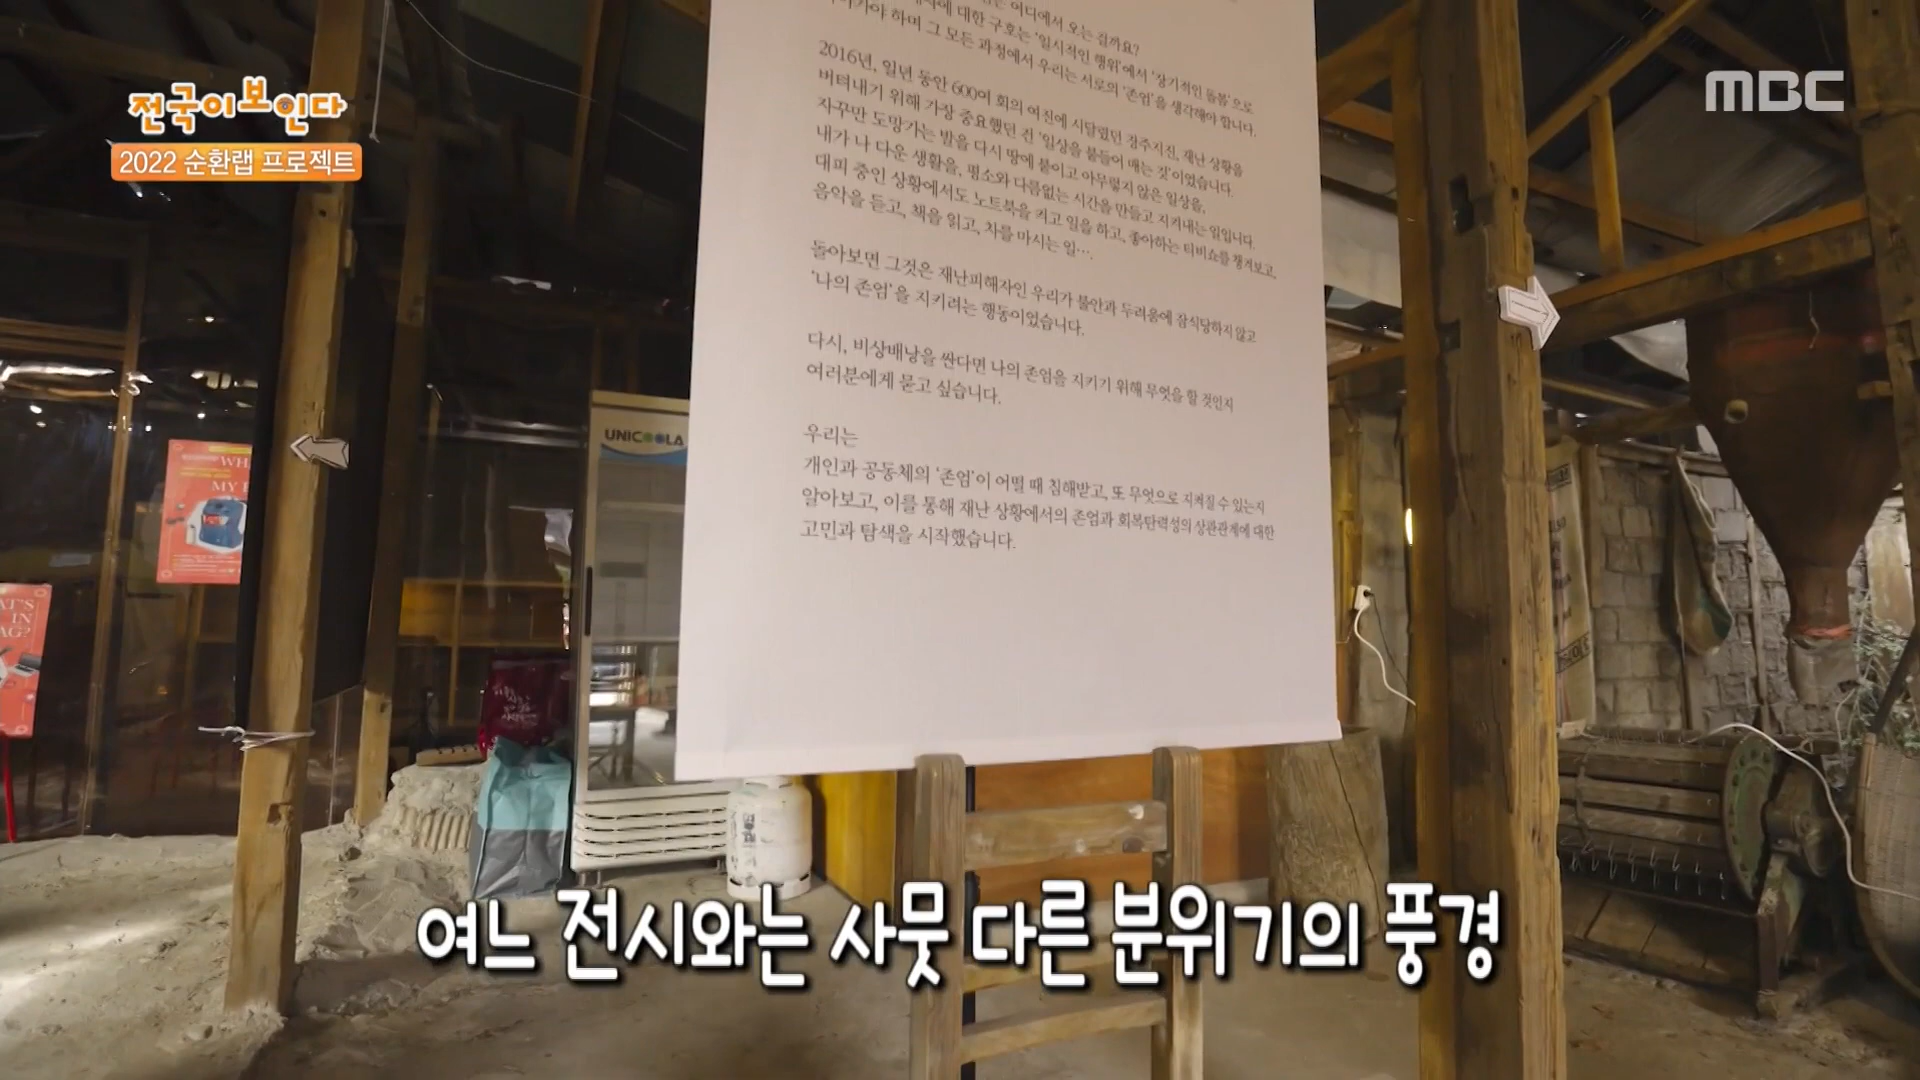 전국이보인다
2022 순환랩 프로젝트
MBC
어디에서 오는 걸까요?
대한 구호는 '일시적인 행위'에서 '장기적인 돌봄'으로
하며 그 모든 과정에서 우리는 서로의 '존엄'을 생각해야 합니다.
2016년, 일년 동안 600여 회의 여진에 시달렸던 경주지진, 재난 상황을
버텨내기 위해 가장 중요했던 건 '일상을 붙들어 매는 것'이었습니다.
자꾸만 도망가는 발을 다시 땅에 붙이고 아무렇지 않은 일상을,
내가 나 다운 생활을, 평소와 다름없는 시간을 만들고 지켜내는 일입니다.
대피 중인 상황에서도 노트북을 키고 일을 하고, 좋아하는 티비쇼를 챙겨보고,
음악을 듣고, 책을 읽고, 차를 마시는 일….
돌아보면 그것은 재난피해자인 우리가 불안과 두려움에 잠식당하지 않고
'나의 존엄'을 지키려는 행동이었습니다.
다시, 비상배낭을 싼다면 나의 존엄을 지키기 위해 무엇을 할 것인지
여러분에게 묻고 싶습니다.
우리는
개인과 공동체의 '존엄'이 어떨 때 침해받고, 또 무엇으로 지켜질 수 있는지
알아보고, 이를 통해 재난 상황에서의 존엄과 회복탄력성의 상관관계에 대한
고민과 탐색을 시작했습니다.
UNICOOLA
MY
IN
여느 전시와는 사뭇 다른 분위기의 풍경